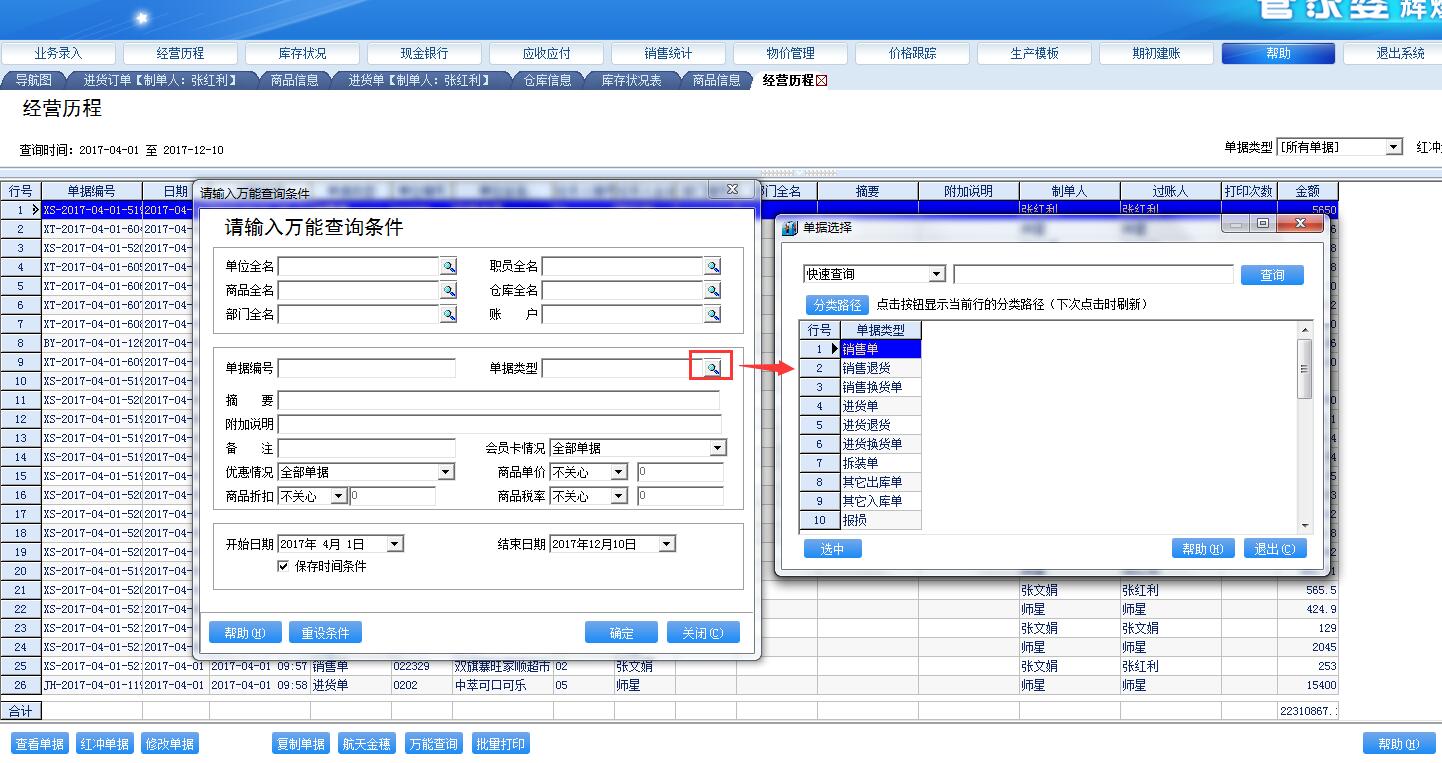 管家婆 辉煌
业务录入 经营历程 库存状况 现金银行 应收应付 销售统计 物价管理 价格跟踪 生产模板 期初建账 帮助 退出系统
导航图 进货订单【制单人：张红利】 商品信息 进货单【制单人：张红利】 仓库信息 库存状况表 商品信息 经营历程
经营历程
查询时间：2017-04-01 至 2017-12-10
单据类型 [所有单据] 红冲
行号 单据编号 日期 门全名 摘要 附加说明 制单人 过账人 打印次数 金额
1 XS-2017-04-01-519 2017-04- 张红利 张红利 5650
2 XT-2017-04-01-60 2017-04-
3 XS-2017-04-01-520 2017-04-
4 XT-2017-04-01-605 2017-04-
5 XT-2017-04-01-606 2017-04-
6 XT-2017-04-01-607 2017-04-
7 XT-2017-04-01-608 2017-04-
8 BY-2017-04-01-126 2017-04-
9 XT-2017-04-01-609 2017-04-
10 XS-2017-04-01-519 2017-04-
11 XS-2017-04-01-520 2017-04-
12 XS-2017-04-01-519 2017-04-
13 XS-2017-04-01-519 2017-04-
14 XS-2017-04-01-519 2017-04-
15 XS-2017-04-01-519 2017-04-
16 XS-2017-04-01-520 2017-04-
17 XS-2017-04-01-520 2017-04-
18 XS-2017-04-01-520 2017-04-
19 XS-2017-04-01-520 2017-04-
20 XS-2017-04-01-519 2017-04-
21 XS-2017-04-01-520 2017-04- 张文娟 张红利 565.5
22 XS-2017-04-01-521 2017-04- 师星 师星 424.9
23 XS-2017-04-01-521 2017-04- 张文娟 张文娟 129
24 XS-2017-04-01-521 2017-04- 师星 师星 2045
25 XS-2017-04-01-521 2017-04-01 2017-04-01 09:57 销售单 022329 双旗寨旺家顺超市 02 张文娟 张文娟 张红利 253
26 JH-2017-04-01-119 2017-04-01 2017-04-01 09:58 进货单 0202 中萃可口可乐 05 师星 师星 师星 15400
合计 22310867.
查看单据 红冲单据 修改单据 复制单据 航天金穗 万能查询 批量打印 帮助(H)
请输入万能查询条件
请输入万能查询条件
单位全名 职员全名
商品全名 仓库全名
部门全名 账 户
单据编号 单据类型
摘 要
附加说明
备 注 会员卡情况 全部单据
优惠情况 全部单据 商品单价 不关心 0
商品折扣 不关心 0 商品税率 不关心 0
开始日期 2017年 4月 1日 结束日期 2017年12月10日
保存时间条件
帮助(H) 重设条件 确定 关闭(C)
单据选择
快速查询 查询
分类路径 点击按钮显示当前行的分类路径（下次点击时刷新）
行号 单据类型
1 销售单
2 销售退货
3 销售换货单
4 进货单
5 进货退货
6 进货换货单
7 拆装单
8 其它出库单
9 其它入库单
10 报损
选中 帮助(H) 退出(C)